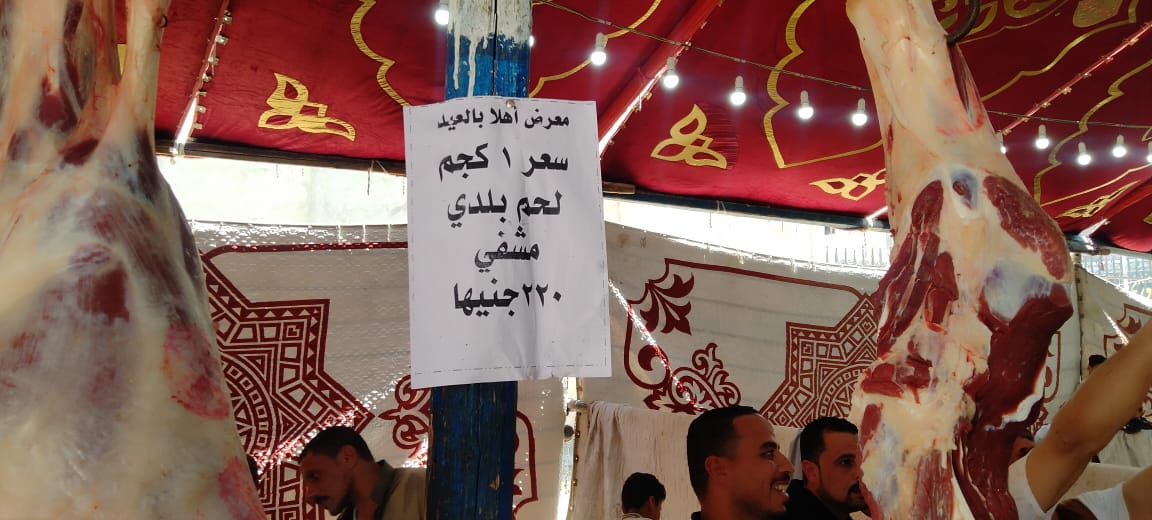 معرض أهلا بالعيد
سعر ١ كجم
لحم بلدي
مشفي
٢٢٠جنيها